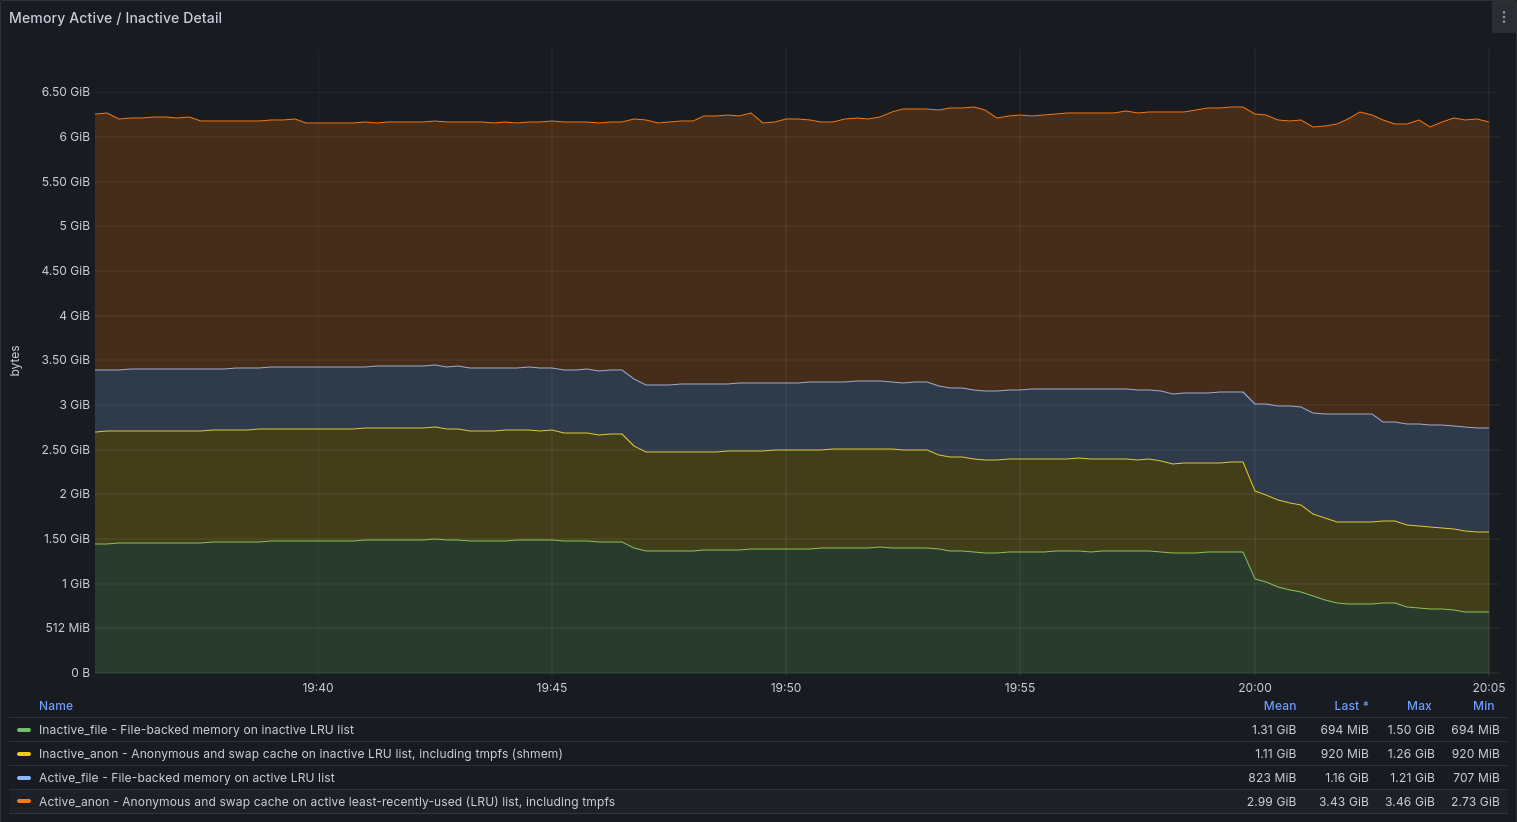 Memory Active / Inactive Detail
6.50 GiB
6 GiB
5.50 GiB
5 GiB
4.50 GiB
4 GiB
3.50 GiB
3 GiB
2.50 GiB
2 GiB
1.50 GiB
1 GiB
512 MiB
0 B
bytes
19:40 19:45 19:50 19:55 20:00 20:05
Name Mean Last * Max Min
Inactive_file - File-backed memory on inactive LRU list 1.31 GiB 694 MiB 1.50 GiB 694 MiB
Inactive_anon - Anonymous and swap cache on inactive LRU list, including tmpfs (shmem) 1.11 GiB 920 MiB 1.26 GiB 920 MiB
Active_file - File-backed memory on active LRU list 823 MiB 1.16 GiB 1.21 GiB 707 MiB
Active_anon - Anonymous and swap cache on active least-recently-used (LRU) list, including tmpfs 2.99 GiB 3.43 GiB 3.46 GiB 2.73 GiB